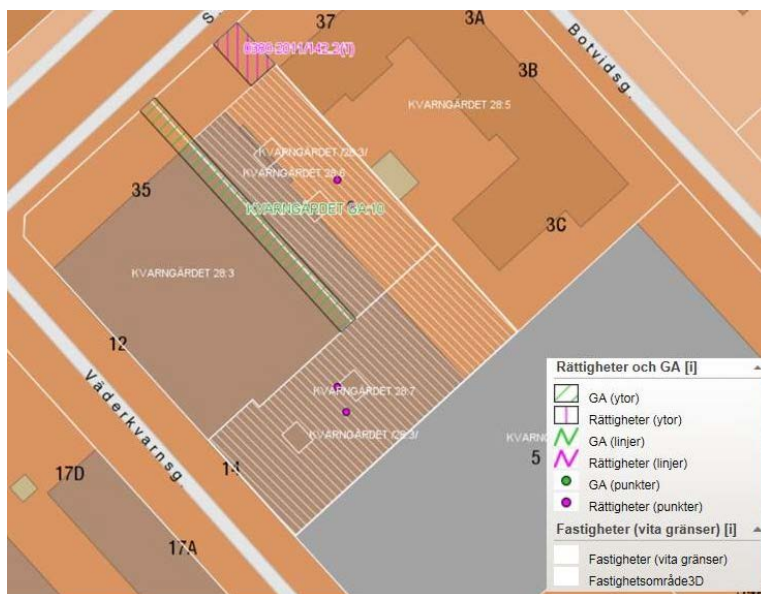 S.
37
3A
Botvidsg.
0380-2011/142.2(T)
3B
KVARNGÄRDET 28:5
KVARNGÄRDET /28:3/
KVARNGÄRDET 28:6
35
KVARNGÄRDET GA:10
3C
KVARNGÄRDET 28:3
12
Väderkvarnsg.
KVARNGÄRDET 28:7
KVARNGÄRDET /28:3/
14
KVARNG
5
17D
17A
Rättigheter och GA [i]
GA (ytor)
Rättigheter (ytor)
GA (linjer)
Rättigheter (linjer)
GA (punkter)
Rättigheter (punkter)
Fastigheter (vita gränser) [i]
Fastigheter (vita gränser)
Fastighetsområde3D